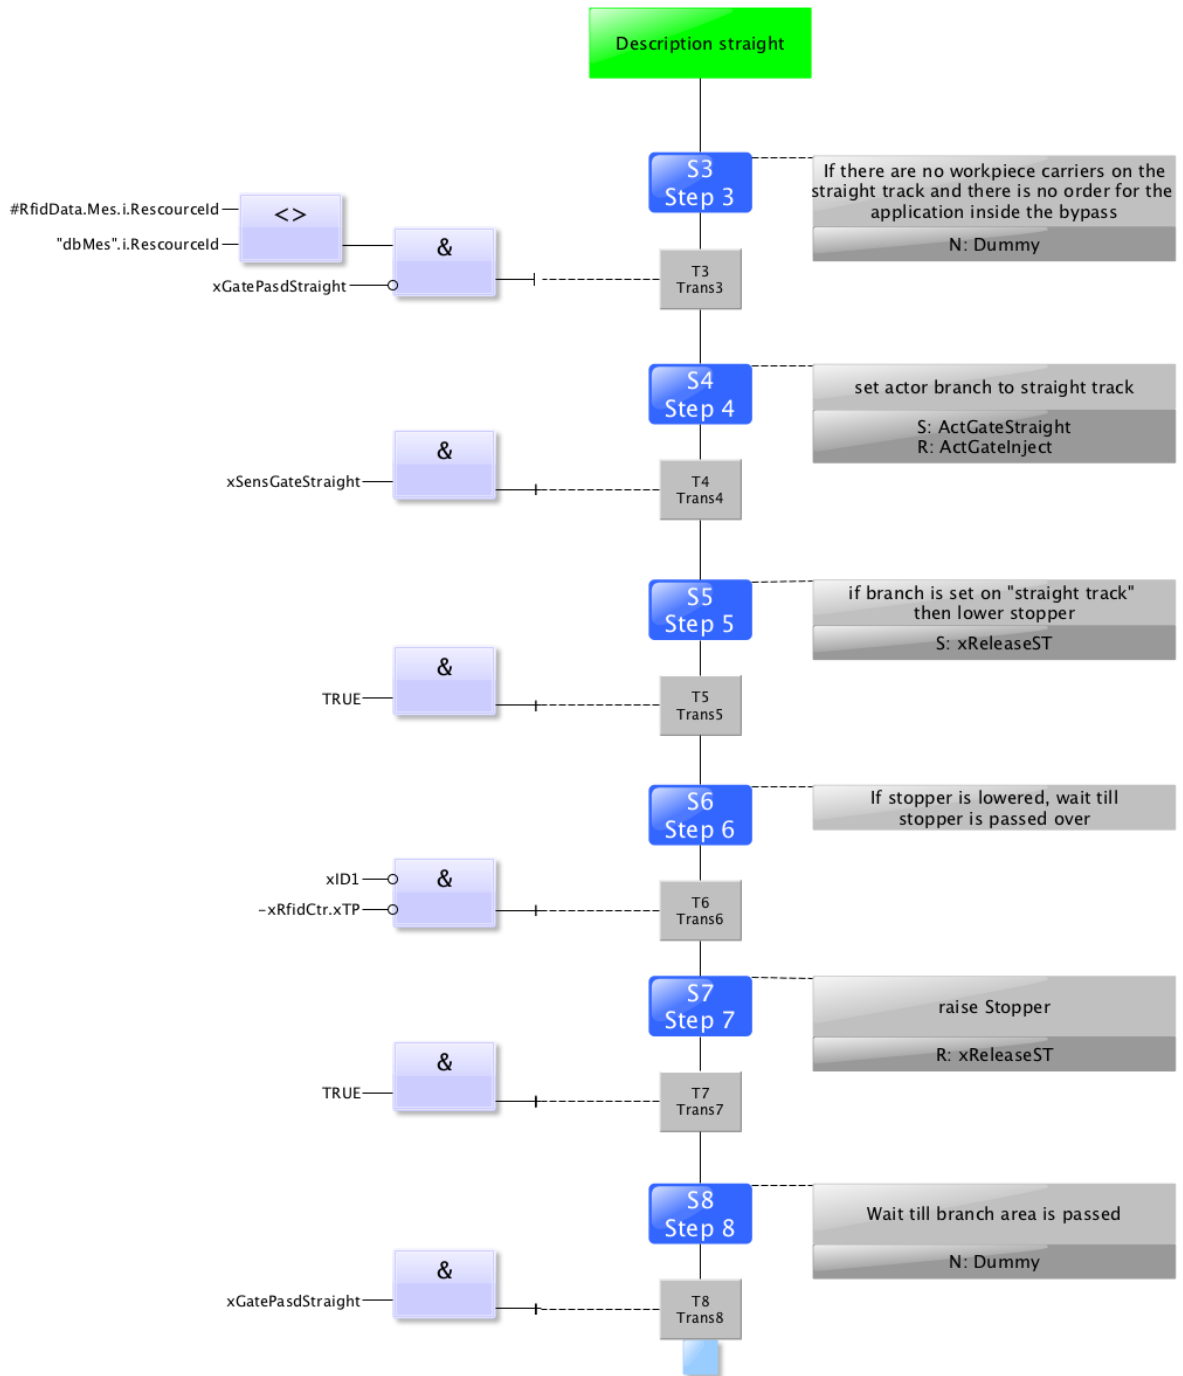 Description straight
S3
Step 3
If there are no workpiece carriers on the
straight track and there is no order for the
application inside the bypass
N: Dummy
#RfidData.Mes.i.RescourceId
<>
"dbMes".i.RescourceId
&
xGatePasdStraight
T3
Trans3
S4
Step 4
set actor branch to straight track
S: ActGateStraight
R: ActGateInject
&
xSensGateStraight
T4
Trans4
S5
Step 5
if branch is set on "straight track"
then lower stopper
S: xReleaseST
&
TRUE
T5
Trans5
S6
Step 6
If stopper is lowered, wait till
stopper is passed over
&
xID1
-xRfidCtr.xTP
T6
Trans6
S7
Step 7
raise Stopper
R: xReleaseST
&
TRUE
T7
Trans7
S8
Step 8
Wait till branch area is passed
N: Dummy
&
xGatePasdStraight
T8
Trans8